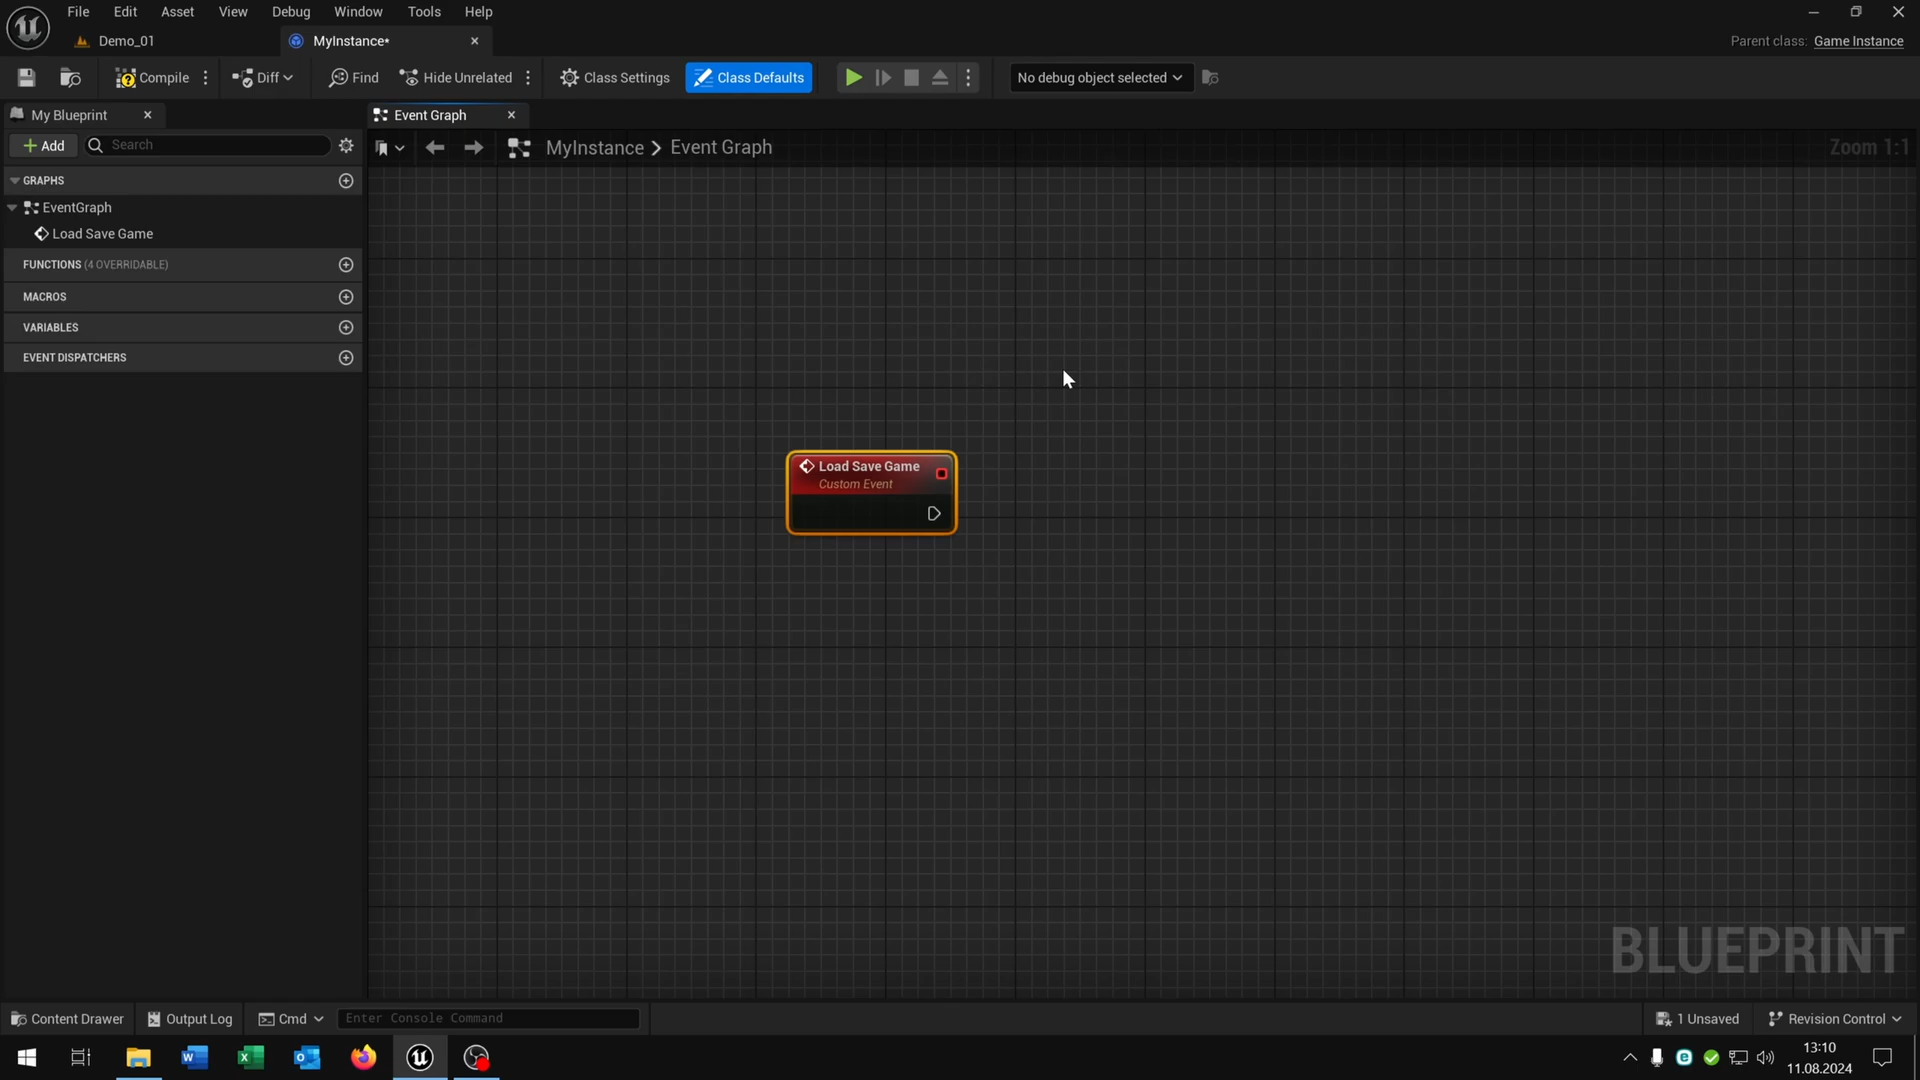 File Edit Asset View Debug Window Tools Help
Demo_01
MyInstance*
Parent class: Game Instance
Compile
Diff
Find
Hide Unrelated
Class Settings
Class Defaults
No debug object selected
My Blueprint
Event Graph
Add
Search
MyInstance > Event Graph
Zoom 1:1
GRAPHS
EventGraph
Load Save Game
FUNCTIONS (4 OVERRIDABLE)
MACROS
VARIABLES
EVENT DISPATCHERS
Load Save Game
Custom Event
BLUEPRINT
Content Drawer
Output Log
Cmd
Enter Console Command
1 Unsaved
Revision Control
13:10
11.08.2024